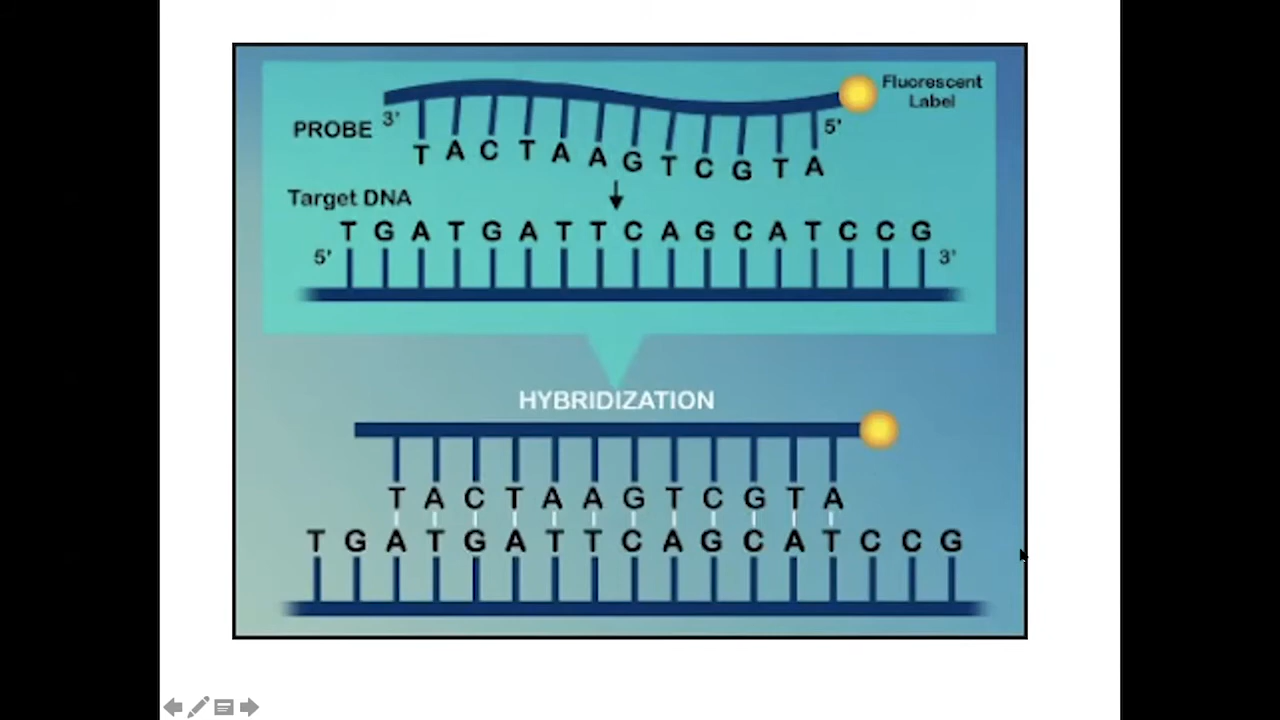 Fluorescent
Label
PROBE 3' 5'
T A C T A A G T C G T A
Target DNA
T G A T G A T T C A G C A T C C G
5' 3'
HYBRIDIZATION
T A C T A A G T C G T A
T G A T G A T T C A G C A T C C G